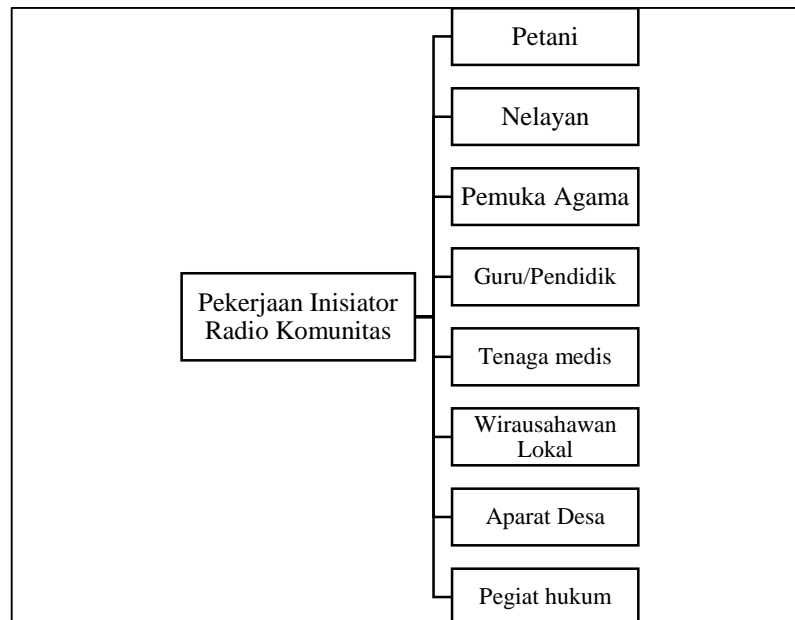 Petani
Nelayan
Pemuka Agama
Guru/Pendidik
Pekerjaan Inisiator
Radio Komunitas
Tenaga medis
Wirausahawan
Lokal
Aparat Desa
Pegiat hukum